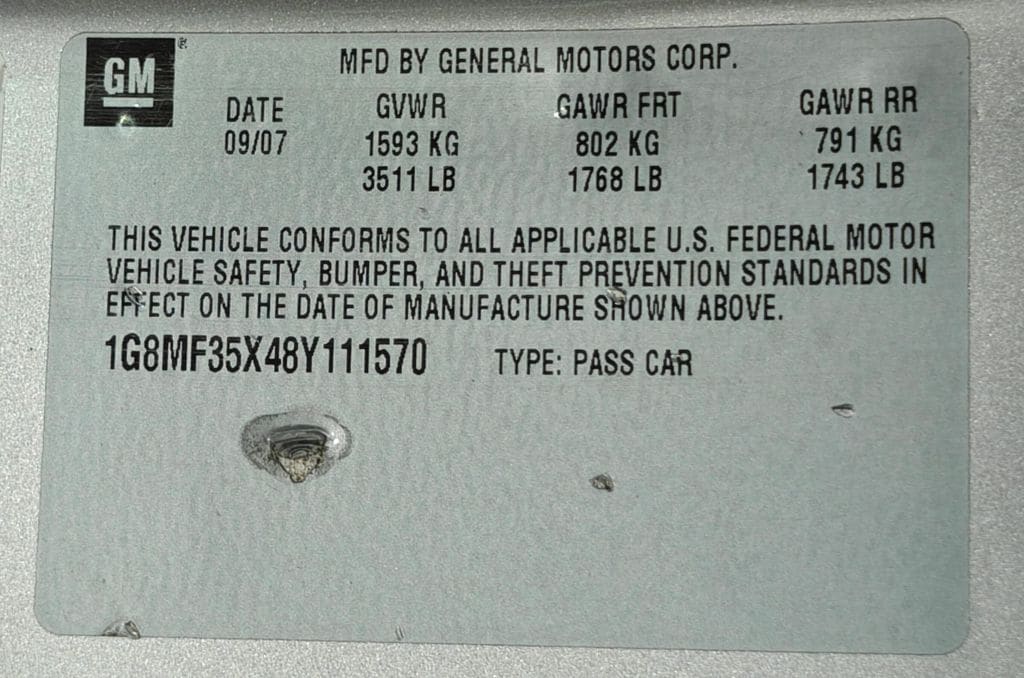 GM®
MFD BY GENERAL MOTORS CORP.
DATE GVWR GAWR FRT GAWR RR
09/07 1593 KG 802 KG 791 KG
3511 LB 1768 LB 1743 LB
THIS VEHICLE CONFORMS TO ALL APPLICABLE U.S. FEDERAL MOTOR
VEHICLE SAFETY, BUMPER, AND THEFT PREVENTION STANDARDS IN
EFFECT ON THE DATE OF MANUFACTURE SHOWN ABOVE.
1G8MF35X48Y111570 TYPE: PASS CAR